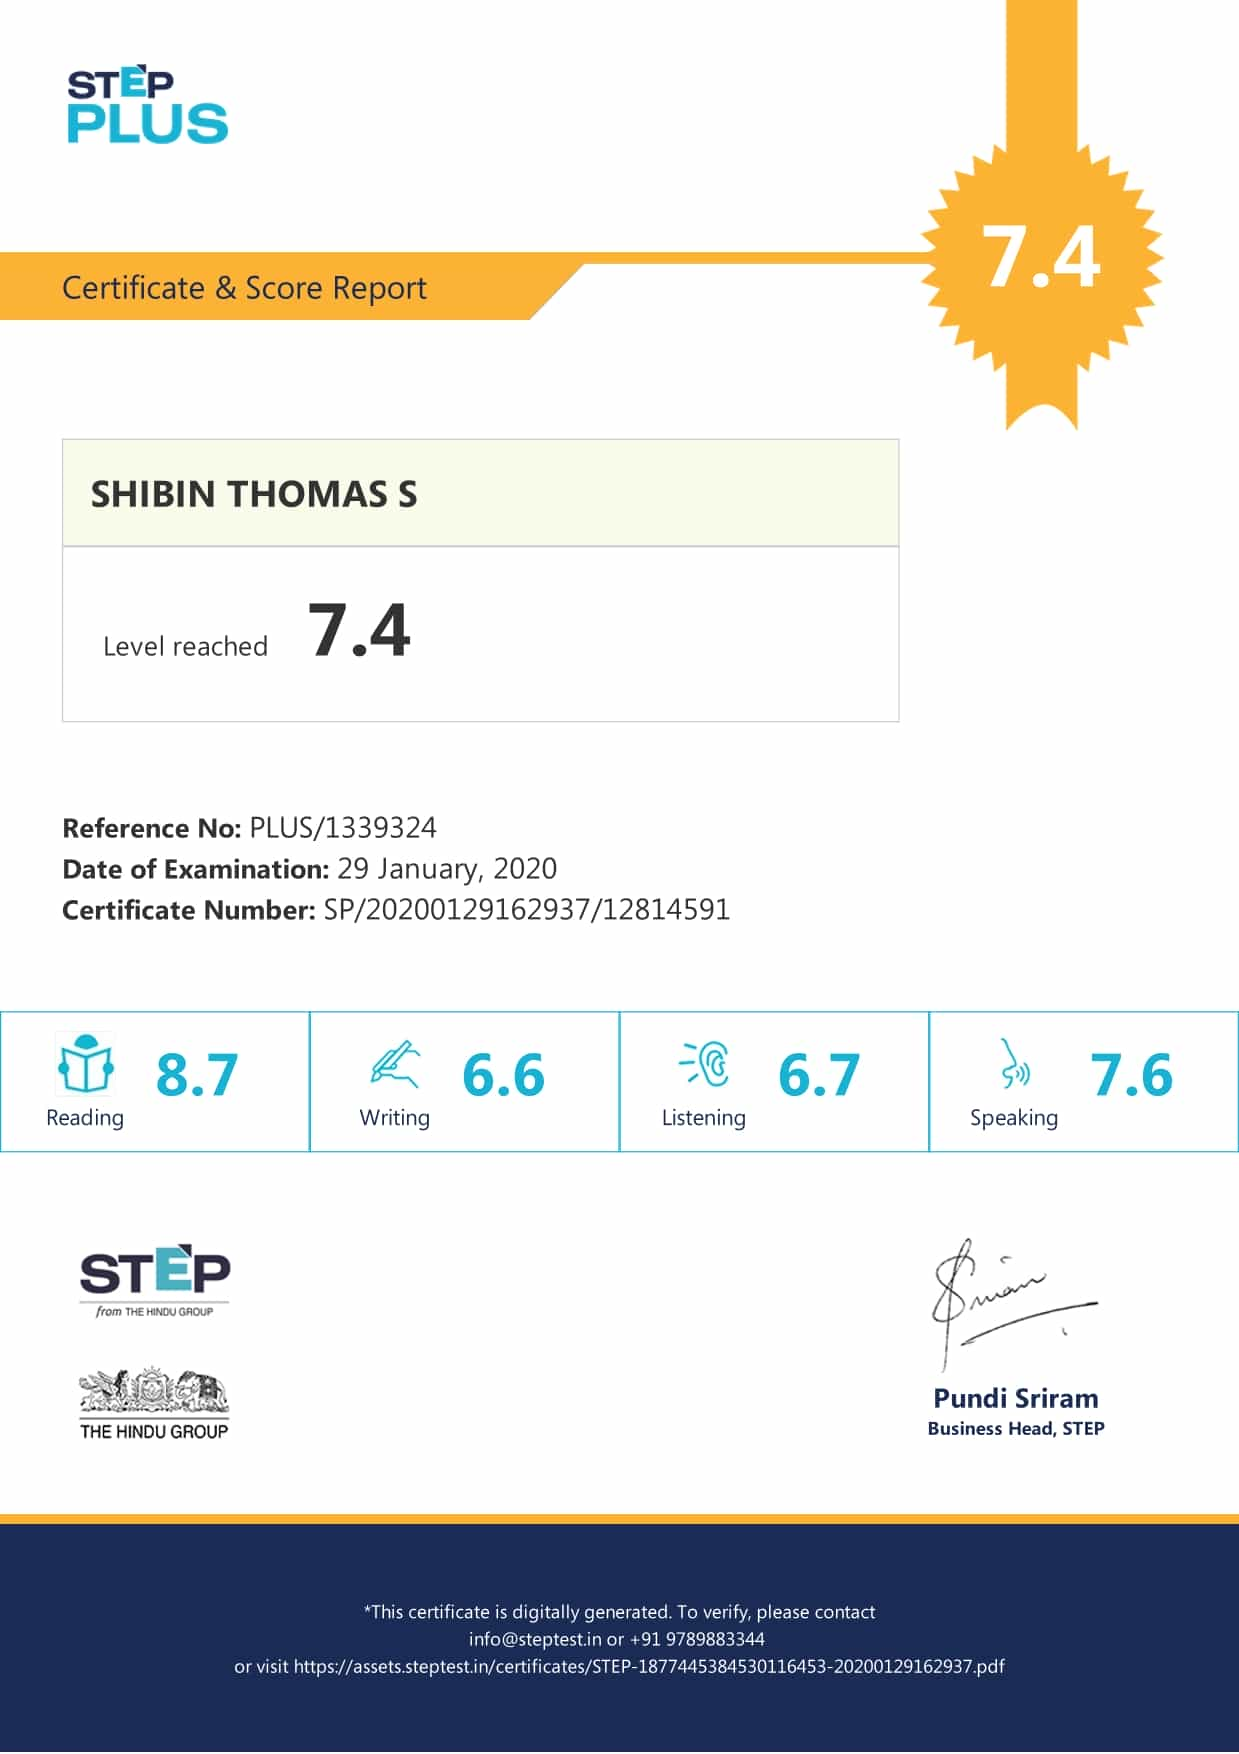 STEP
PLUS
7.4
Certificate & Score Report
SHIBIN THOMAS S
Level reached 7.4
Reference No: PLUS/1339324
Date of Examination: 29 January, 2020
Certificate Number: SP/20200129162937/12814591
8.7
Reading
6.6
Writing
6.7
Listening
7.6
Speaking
STEP
from THE HINDU GROUP
THE HINDU GROUP
Pundi Sriram
Business Head, STEP
*This certificate is digitally generated. To verify, please contact
info@steptest.in or +91 9789883344
or visit https://assets.steptest.in/certificates/STEP-1877445384530116453-20200129162937.pdf